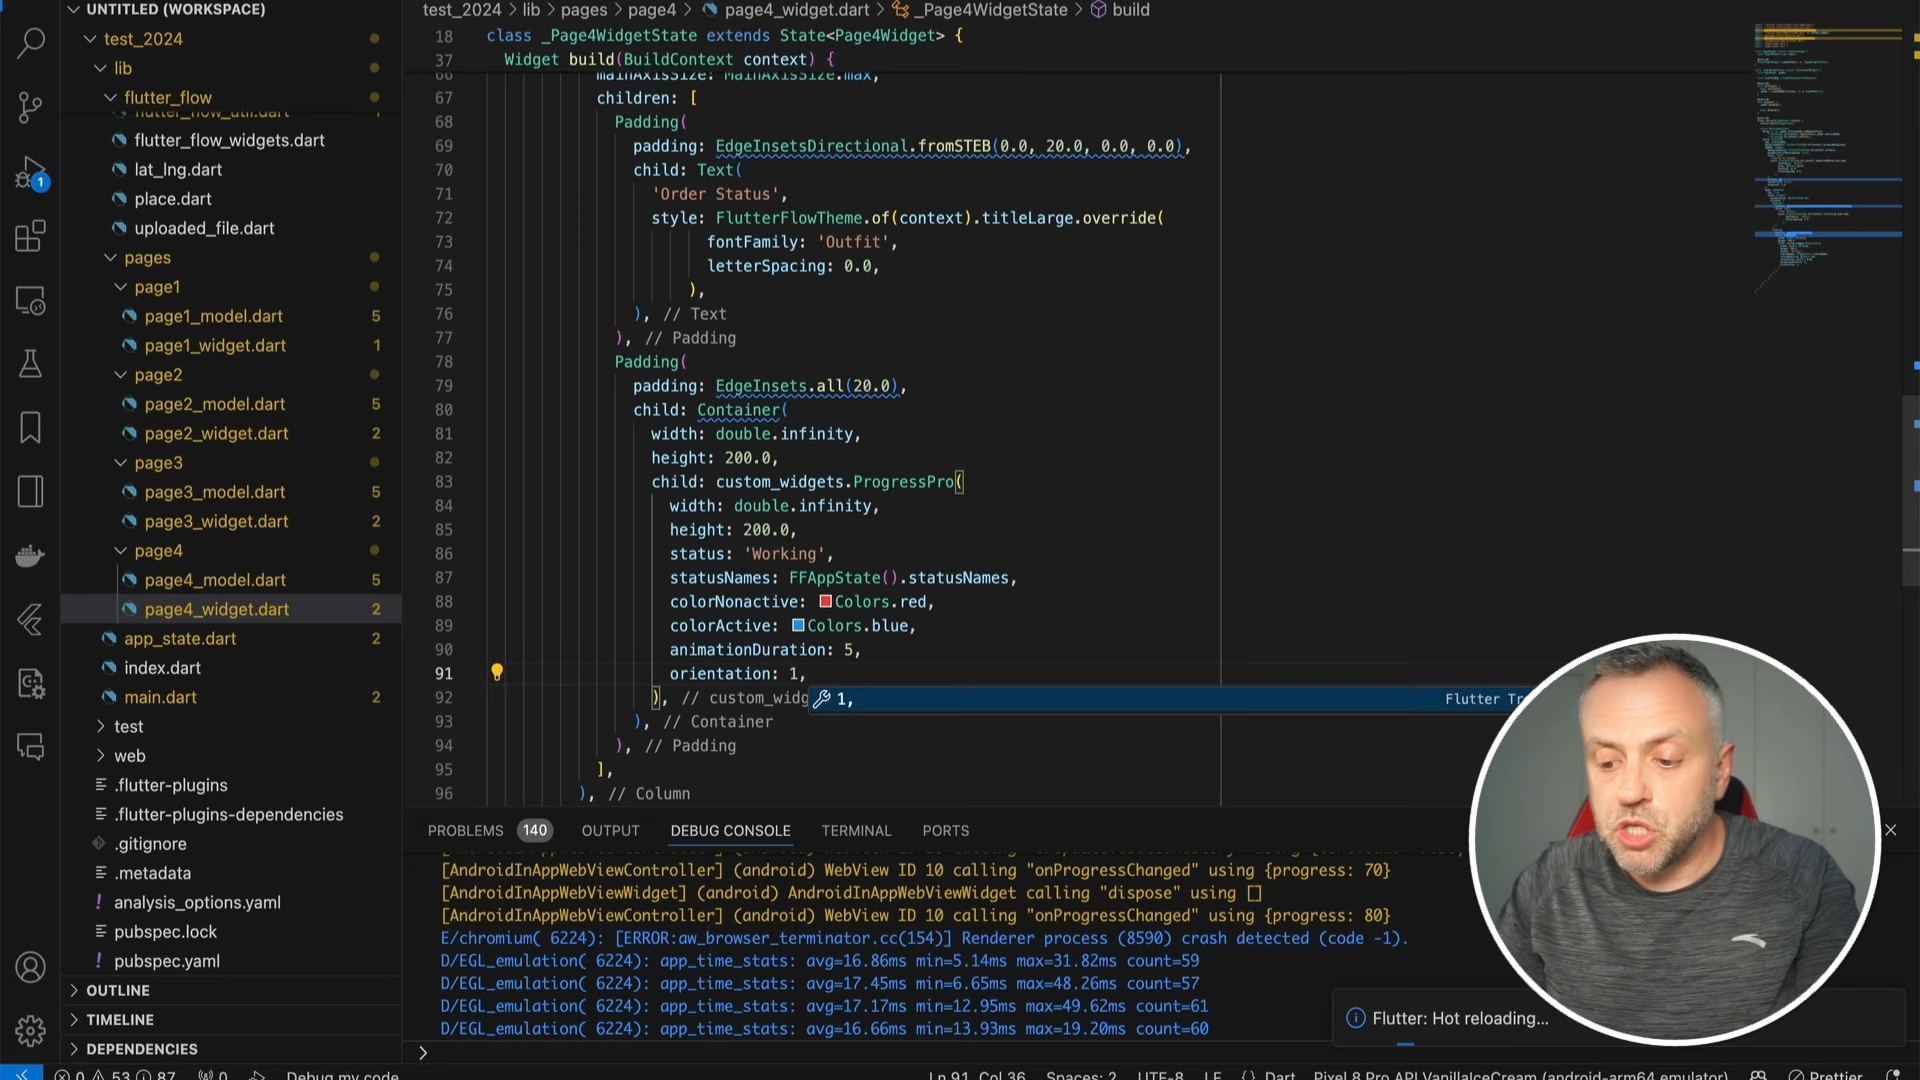 UNTITLED (WORKSPACE)
test_2024
lib
flutter_flow
flutter_flow_util.dart 1
flutter_flow_widgets.dart
lat_lng.dart
place.dart
uploaded_file.dart
pages
page1
page1_model.dart 5
page1_widget.dart 1
page2
page2_model.dart 5
page2_widget.dart 2
page3
page3_model.dart 5
page3_widget.dart 2
page4
page4_model.dart 5
page4_widget.dart 2
app_state.dart 2
index.dart
main.dart 2
test
web
.flutter-plugins
.flutter-plugins-dependencies
.gitignore
.metadata
! analysis_options.yaml
pubspec.lock
! pubspec.yaml
OUTLINE
TIMELINE
DEPENDENCIES
1
test_2024 > lib > pages > page4 > page4_widget.dart > _Page4WidgetState > build
18 class _Page4WidgetState extends State<Page4Widget> {
37 Widget build(BuildContext context) {
66 mainAxisSize: MainAxisSize.max,
67 children: [
68 Padding(
69 padding: EdgeInsetsDirectional.fromSTEB(0.0, 20.0, 0.0, 0.0),
70 child: Text(
71 'Order Status',
72 style: FlutterFlowTheme.of(context).titleLarge.override(
73 fontFamily: 'Outfit',
74 letterSpacing: 0.0,
75 ),
76 ), // Text
77 ), // Padding
78 Padding(
79 padding: EdgeInsets.all(20.0),
80 child: Container(
81 width: double.infinity,
82 height: 200.0,
83 child: custom_widgets.ProgressPro(
84 width: double.infinity,
85 height: 200.0,
86 status: 'Working',
87 statusNames: FFAppState().statusNames,
88 colorNonactive: Colors.red,
89 colorActive: Colors.blue,
90 animationDuration: 5,
91 orientation: 1,
92 ), // custom_widg
1, Flutter Tr
93 ), // Container
94 ), // Padding
95 ],
96 ), // Column
PROBLEMS 140 OUTPUT DEBUG CONSOLE TERMINAL PORTS
[AndroidInAppWebViewController] (android) WebView ID 10 calling "onProgressChanged" using {progress: 70}
[AndroidInAppWebViewWidget] (android) AndroidInAppWebViewWidget calling "dispose" using []
[AndroidInAppWebViewController] (android) WebView ID 10 calling "onProgressChanged" using {progress: 80}
E/chromium( 6224): [ERROR:aw_browser_terminator.cc(154)] Renderer process (8590) crash detected (code -1).
D/EGL_emulation( 6224): app_time_stats: avg=16.86ms min=5.14ms max=31.82ms count=59
D/EGL_emulation( 6224): app_time_stats: avg=17.45ms min=6.65ms max=48.26ms count=57
D/EGL_emulation( 6224): app_time_stats: avg=17.17ms min=12.95ms max=49.62ms count=61
D/EGL_emulation( 6224): app_time_stats: avg=16.66ms min=13.93ms max=19.20ms count=60
Flutter: Hot reloading...
0 53 87 0 Debug my code Ln 91, Col 36 Spaces: 2 UTF-8 LF {} Dart Pixel 8 Pro API VanillaIceCream (android-arm64 emulator) Prettier